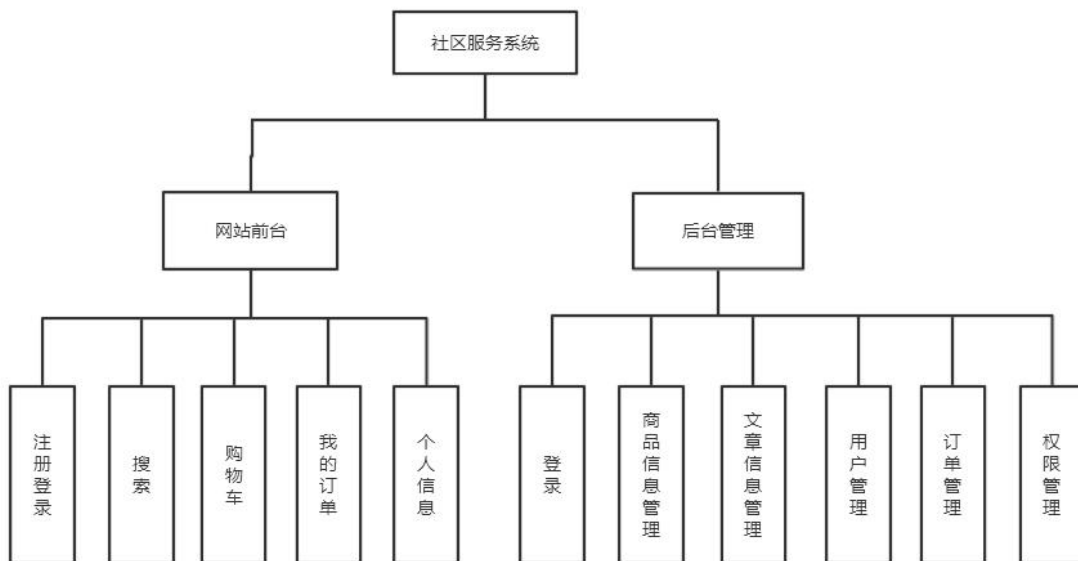 社区服务系统
网站前台
后台管理
注册登录
搜索
购物车
我的订单
个人信息
登录
商品信息管理
文章信息管理
用户管理
订单管理
权限管理